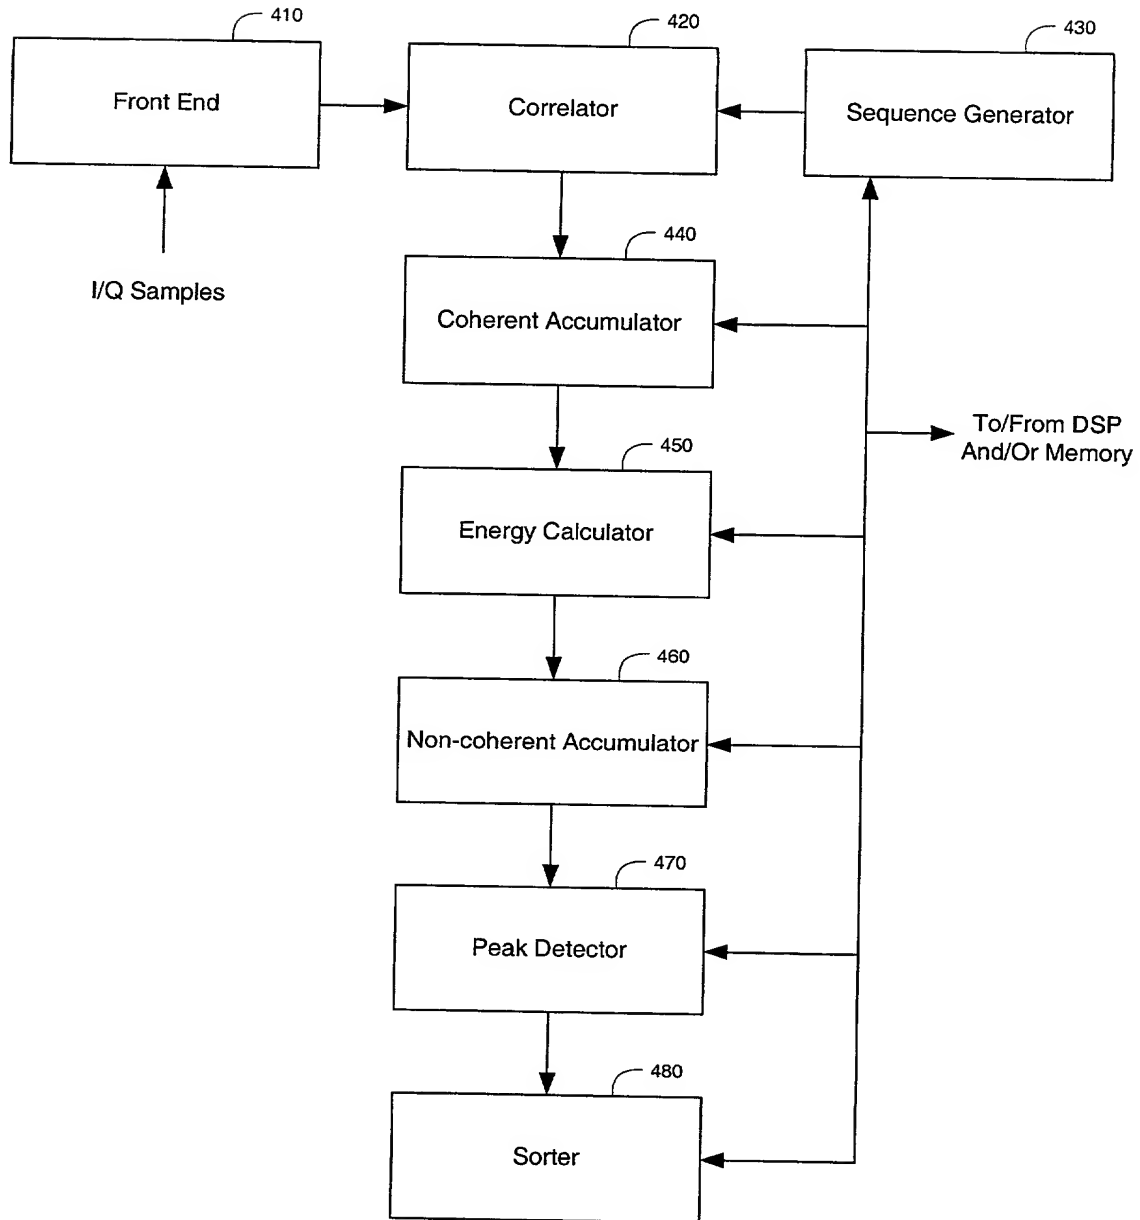 410
Front End
420
Correlator
430
Sequence Generator
I/Q Samples
440
Coherent Accumulator
To/From DSP
And/Or Memory
450
Energy Calculator
460
Non-coherent Accumulator
470
Peak Detector
480
Sorter